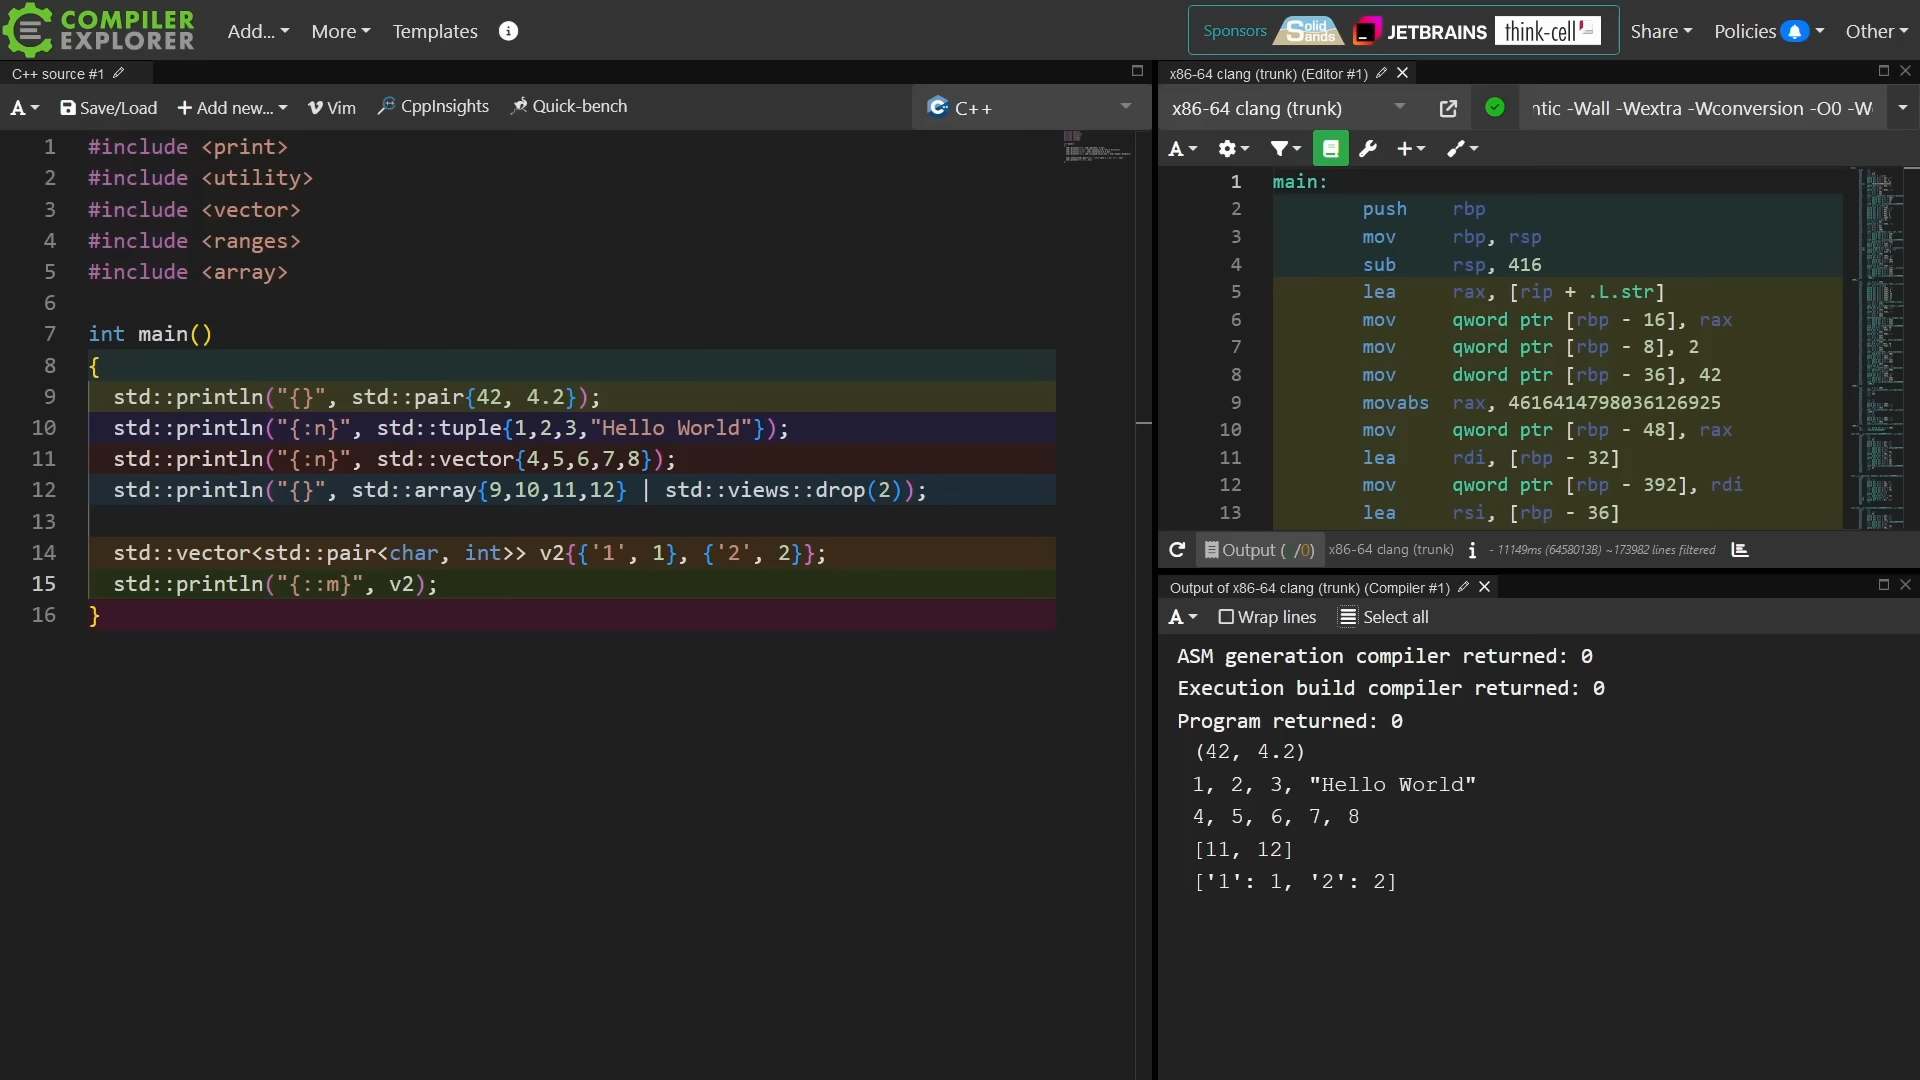 COMPILER EXPLORER Add... More Templates Sponsors Solid Sands JETBRAINS think-cell Share Policies Other
C++ source #1
A Save/Load + Add new... Vim CppInsights Quick-bench C++
1 #include <print>
2 #include <utility>
3 #include <vector>
4 #include <ranges>
5 #include <array>
6
7 int main()
8 {
9 std::println("{}", std::pair{42, 4.2});
10 std::println("{:n}", std::tuple{1,2,3,"Hello World"});
11 std::println("{:n}", std::vector{4,5,6,7,8});
12 std::println("{}", std::array{9,10,11,12} | std::views::drop(2));
13
14 std::vector<std::pair<char, int>> v2{{'1', 1}, {'2', 2}};
15 std::println("{::m}", v2);
16 }
x86-64 clang (trunk) (Editor #1)
x86-64 clang (trunk) ntic -Wall -Wextra -Wconversion -O0 -W
A
1 main:
2 push rbp
3 mov rbp, rsp
4 sub rsp, 416
5 lea rax, [rip + .L.str]
6 mov qword ptr [rbp - 16], rax
7 mov qword ptr [rbp - 8], 2
8 mov dword ptr [rbp - 36], 42
9 movabs rax, 4616414798036126925
10 mov qword ptr [rbp - 48], rax
11 lea rdi, [rbp - 32]
12 mov qword ptr [rbp - 392], rdi
13 lea rsi, [rbp - 36]
Output ( /0) x86-64 clang (trunk) i - 11149ms (6458013B) ~173982 lines filtered
Output of x86-64 clang (trunk) (Compiler #1)
A Wrap lines Select all
ASM generation compiler returned: 0
Execution build compiler returned: 0
Program returned: 0
(42, 4.2)
1, 2, 3, "Hello World"
4, 5, 6, 7, 8
[11, 12]
['1': 1, '2': 2]